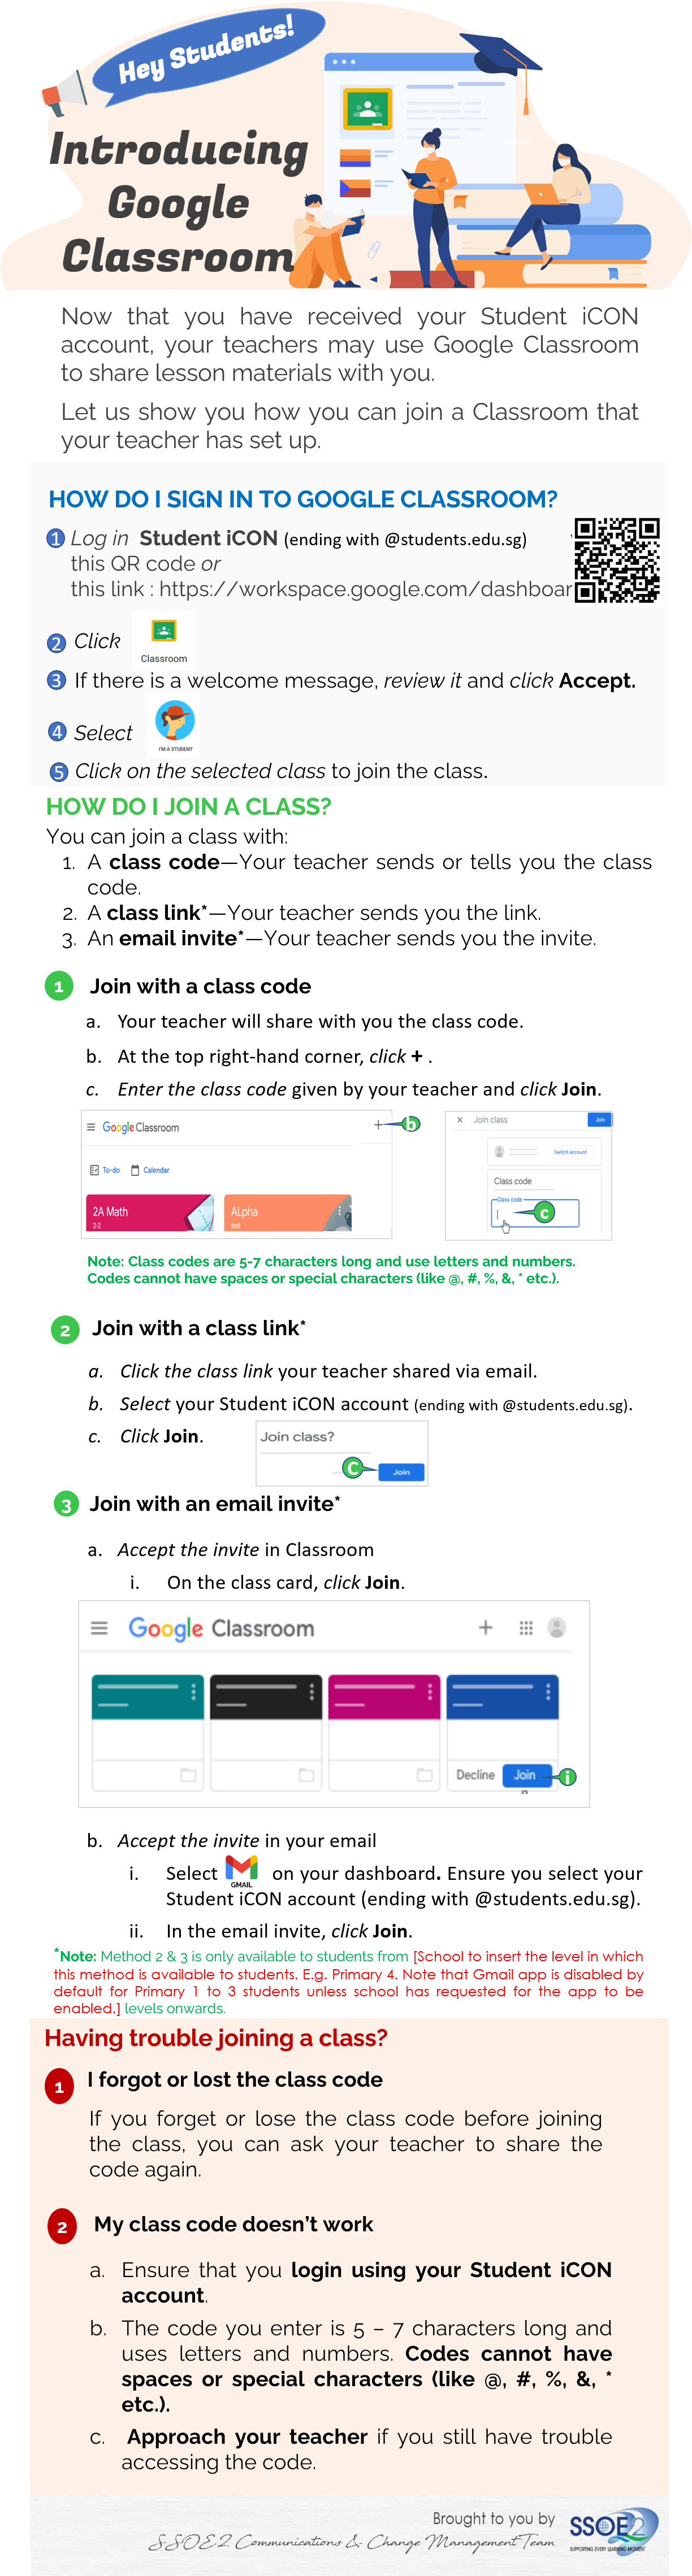 Hey Students!
Introducing
Google
Classroom
Now that you have received your Student iCON
account, your teachers may use Google Classroom
to share lesson materials with you.
Let us show you how you can join a Classroom that
your teacher has set up.
HOW DO I SIGN IN TO GOOGLE CLASSROOM?
1 Log in Student iCON (ending with @students.edu.sg)
this QR code or
this link : https://workspace.google.com/dashboar
2 Click
Classroom
3 If there is a welcome message, review it and click Accept.
4 Select
I'M A STUDENT
5 Click on the selected class to join the class.
HOW DO I JOIN A CLASS?
You can join a class with:
1. A class code—Your teacher sends or tells you the class
code.
2. A class link*—Your teacher sends you the link.
3. An email invite*—Your teacher sends you the invite.
1 Join with a class code
a. Your teacher will share with you the class code.
b. At the top right-hand corner, click + .
c. Enter the class code given by your teacher and click Join.
Google Classroom
+ b
To-do Calendar
2A Math
2-2
ALpha
test
× Join class Join
Switch account
Class code
Class code
c
Note: Class codes are 5-7 characters long and use letters and numbers.
Codes cannot have spaces or special characters (like @, #, %, &, * etc.).
2 Join with a class link*
a. Click the class link your teacher shared via email.
b. Select your Student iCON account (ending with @students.edu.sg).
c. Click Join.
Join class?
C Join
3 Join with an email invite*
a. Accept the invite in Classroom
i. On the class card, click Join.
Google Classroom
Decline Join i
b. Accept the invite in your email
i. Select GMAIL on your dashboard. Ensure you select your
Student iCON account (ending with @students.edu.sg).
ii. In the email invite, click Join.
*Note: Method 2 & 3 is only available to students from [School to insert the level in which
this method is available to students. E.g. Primary 4. Note that Gmail app is disabled by
default for Primary 1 to 3 students unless school has requested for the app to be
enabled.] levels onwards.
Having trouble joining a class?
1 I forgot or lost the class code
If you forget or lose the class code before joining
the class, you can ask your teacher to share the
code again.
2 My class code doesn't work
a. Ensure that you login using your Student iCON
account.
b. The code you enter is 5 – 7 characters long and
uses letters and numbers. Codes cannot have
spaces or special characters (like @, #, %, &, *
etc.).
c. Approach your teacher if you still have trouble
accessing the code.
Brought to you by
SSOE2 Communications & Change Management Team
SSOE2
SUPPORTING EVERY LEARNING MOMENT